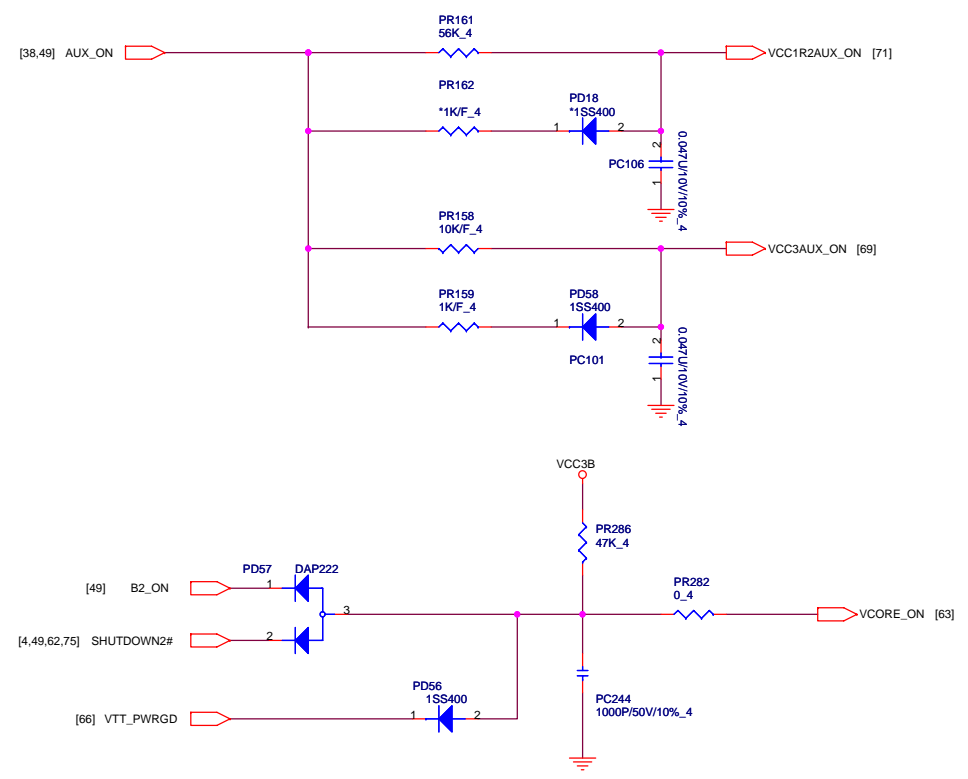 PR161
56K_4
[38,49] AUX_ON
VCC1R2AUX_ON [71]
PR162
*1K/F_4
PD18
*1SS400
1
2
PC106
2
1
0.047U/10V/10%_4
PR158
10K/F_4
VCC3AUX_ON [69]
PR159
1K/F_4
PD58
1SS400
1
2
PC101
2
1
0.047U/10V/10%_4
VCC3B
PR286
47K_4
PD57
DAP222
[49] B2_ON
1
3
[4,49,62,75] SHUTDOWN2#
2
PR282
0_4
VCORE_ON [63]
PD56
1SS400
[66] VTT_PWRGD
1
2
PC244
1000P/50V/10%_4